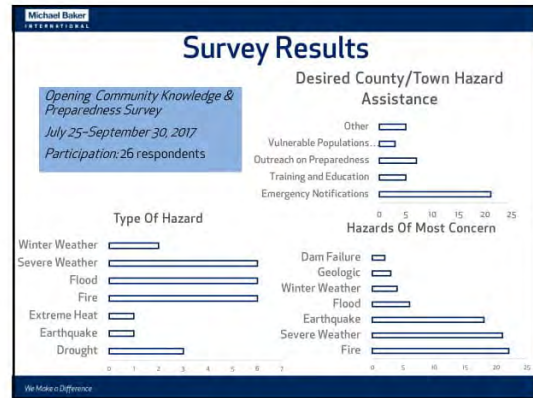 Michael Baker
INTERNATIONAL
Survey Results
Opening Community Knowledge &
Preparedness Survey
July 25–September 30, 2017
Participation: 26 respondents
Desired County/Town Hazard
Assistance
Other
Vulnerable Populations...
Outreach on Preparedness
Training and Education
Emergency Notifications
0 5 10 15 20 25
Type Of Hazard
Winter Weather
Severe Weather
Flood
Fire
Extreme Heat
Earthquake
Drought
0 1 2 3 4 5 6 7
Hazards Of Most Concern
Dam Failure
Geologic
Winter Weather
Flood
Earthquake
Severe Weather
Fire
0 5 10 15 20 25
We Make a Difference